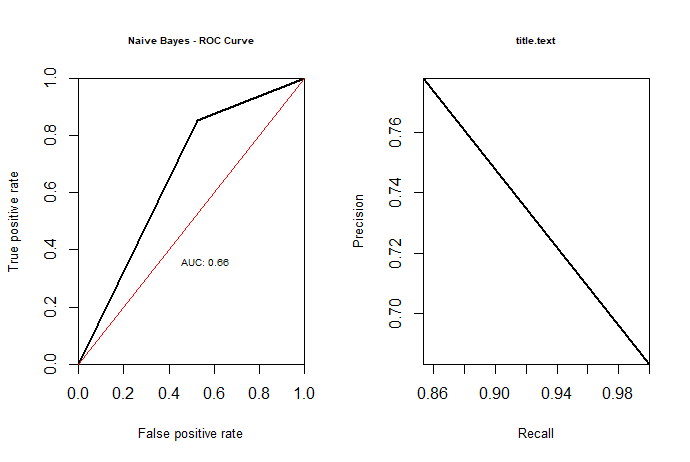 Naive Bayes - ROC Curve
True positive rate
1.0
0.8
0.6
0.4
0.2
0.0
AUC: 0.66
0.0 0.2 0.4 0.6 0.8 1.0
False positive rate
title.text
Precision
0.76
0.74
0.72
0.70
0.86 0.90 0.94 0.98
Recall